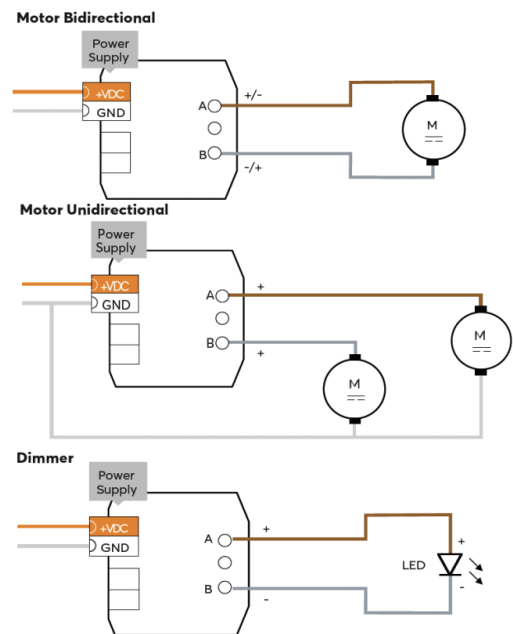 Motor Bidirectional
Power
Supply
+VDC
GND
A
+/-
B
-/+
M
Motor Unidirectional
Power
Supply
+VDC
GND
A
+
B
+
M
M
Dimmer
Power
Supply
+VDC
GND
A
+
B
-
LED
+
-